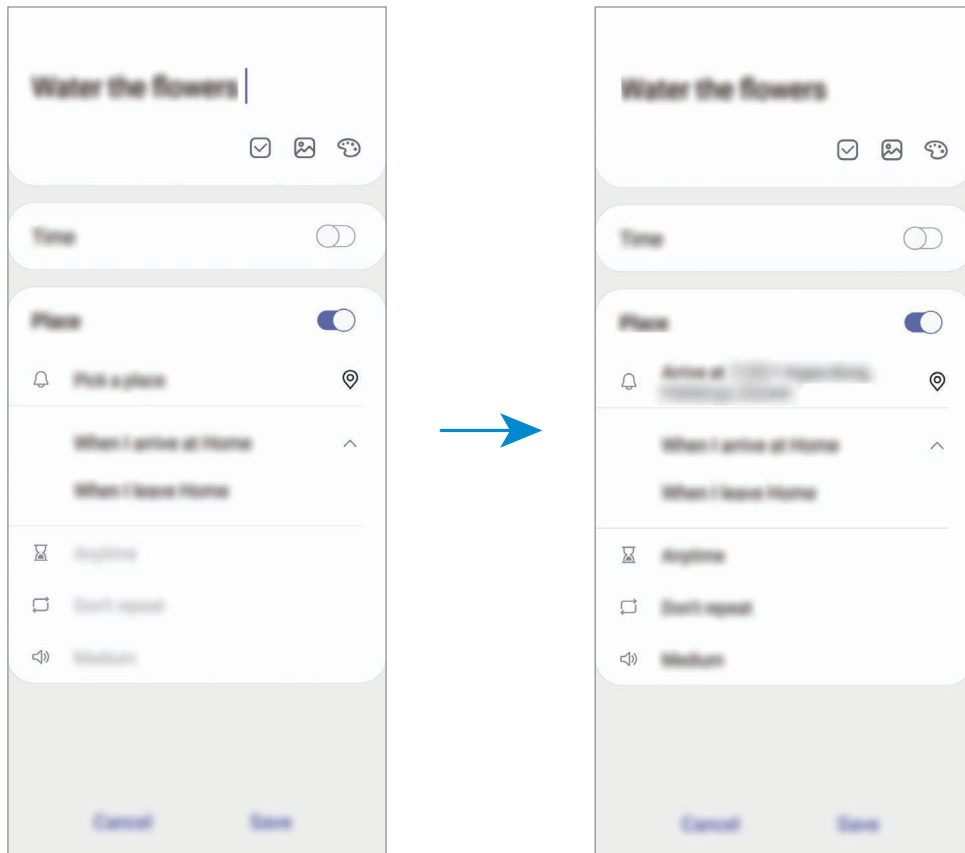 Water the flowers
Time
Place
Pick a place
When I arrive at Home
When I leave Home
Anytime
Don't repeat
Medium
Cancel Save
Water the flowers
Time
Place
Arrive at
When I arrive at Home
When I leave Home
Anytime
Don't repeat
Medium
Cancel Save